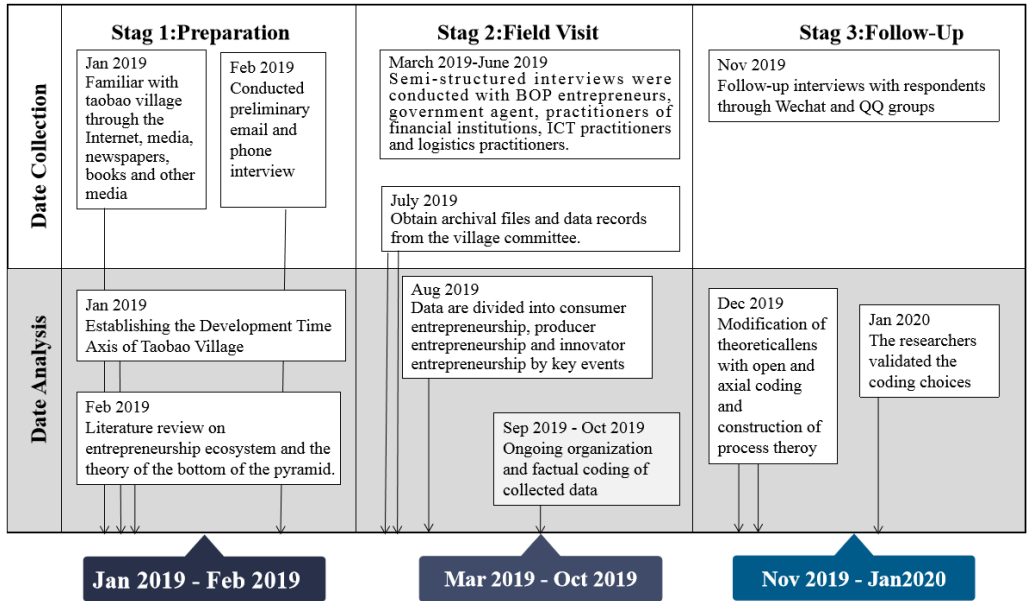 Stag 1:Preparation
Stag 2:Field Visit
Stag 3:Follow-Up
Date Collection
Jan 2019
Familiar with
taobao village
through the
Internet, media,
newspapers,
books and other
media
Feb 2019
Conducted
preliminary
email and
phone
interview
March 2019-June 2019
Semi-structured interviews were
conducted with BOP entrepreneurs,
government agent, practitioners of
financial institutions, ICT practitioners
and logistics practitioners.
July 2019
Obtain archival files and data records
from the village committee.
Nov 2019
Follow-up interviews with respondents
through Wechat and QQ groups
Date Analysis
Jan 2019
Establishing the Development Time
Axis of Taobao Village
Feb 2019
Literature review on
entrepreneurship ecosystem and the
theory of the bottom of the pyramid.
Aug 2019
Data are divided into consumer
entrepreneurship, producer
entrepreneurship and innovator
entrepreneurship by key events
Sep 2019 - Oct 2019
Ongoing organization
and factual coding of
collected data
Dec 2019
Modification of
theoreticallens
with open and
axial coding
and
construction of
process theroy
Jan 2020
The researchers
validated the
coding choices
Jan 2019 - Feb 2019
Mar 2019 - Oct 2019
Nov 2019 - Jan2020